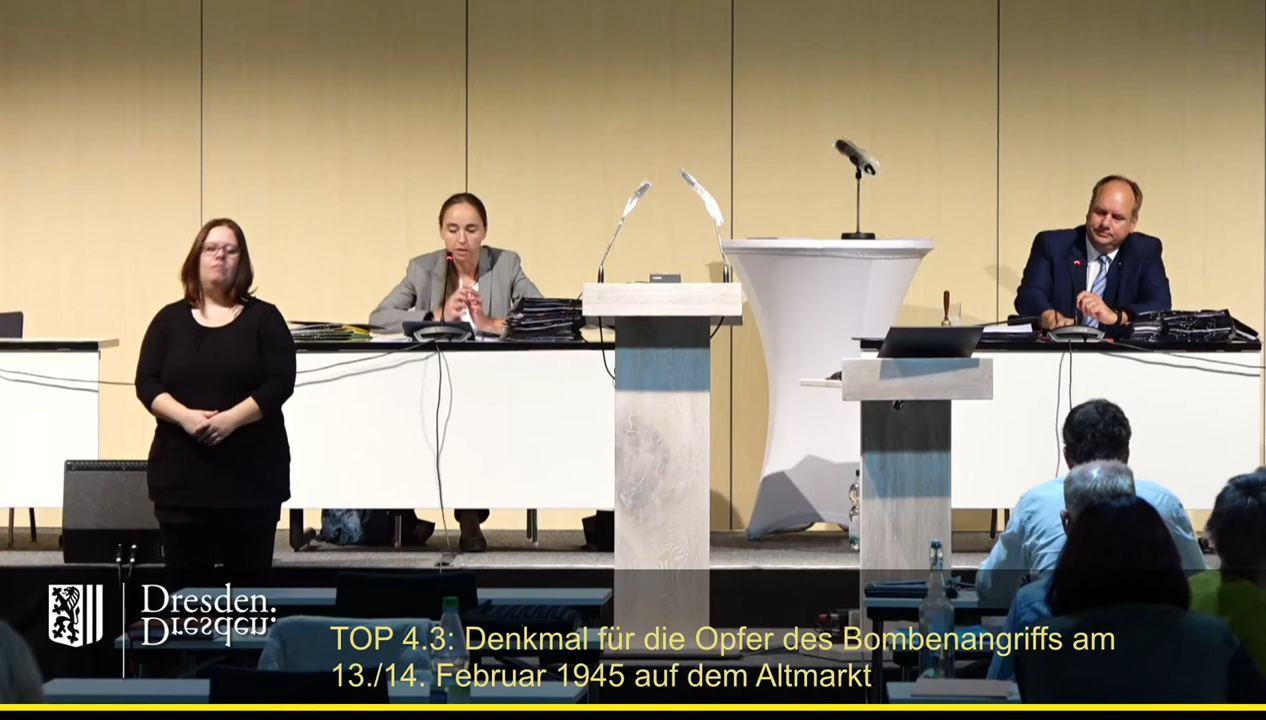 Dresden.
Dresden.
TOP 4.3: Denkmal für die Opfer des Bombenangriffs am
13./14. Februar 1945 auf dem Altmarkt